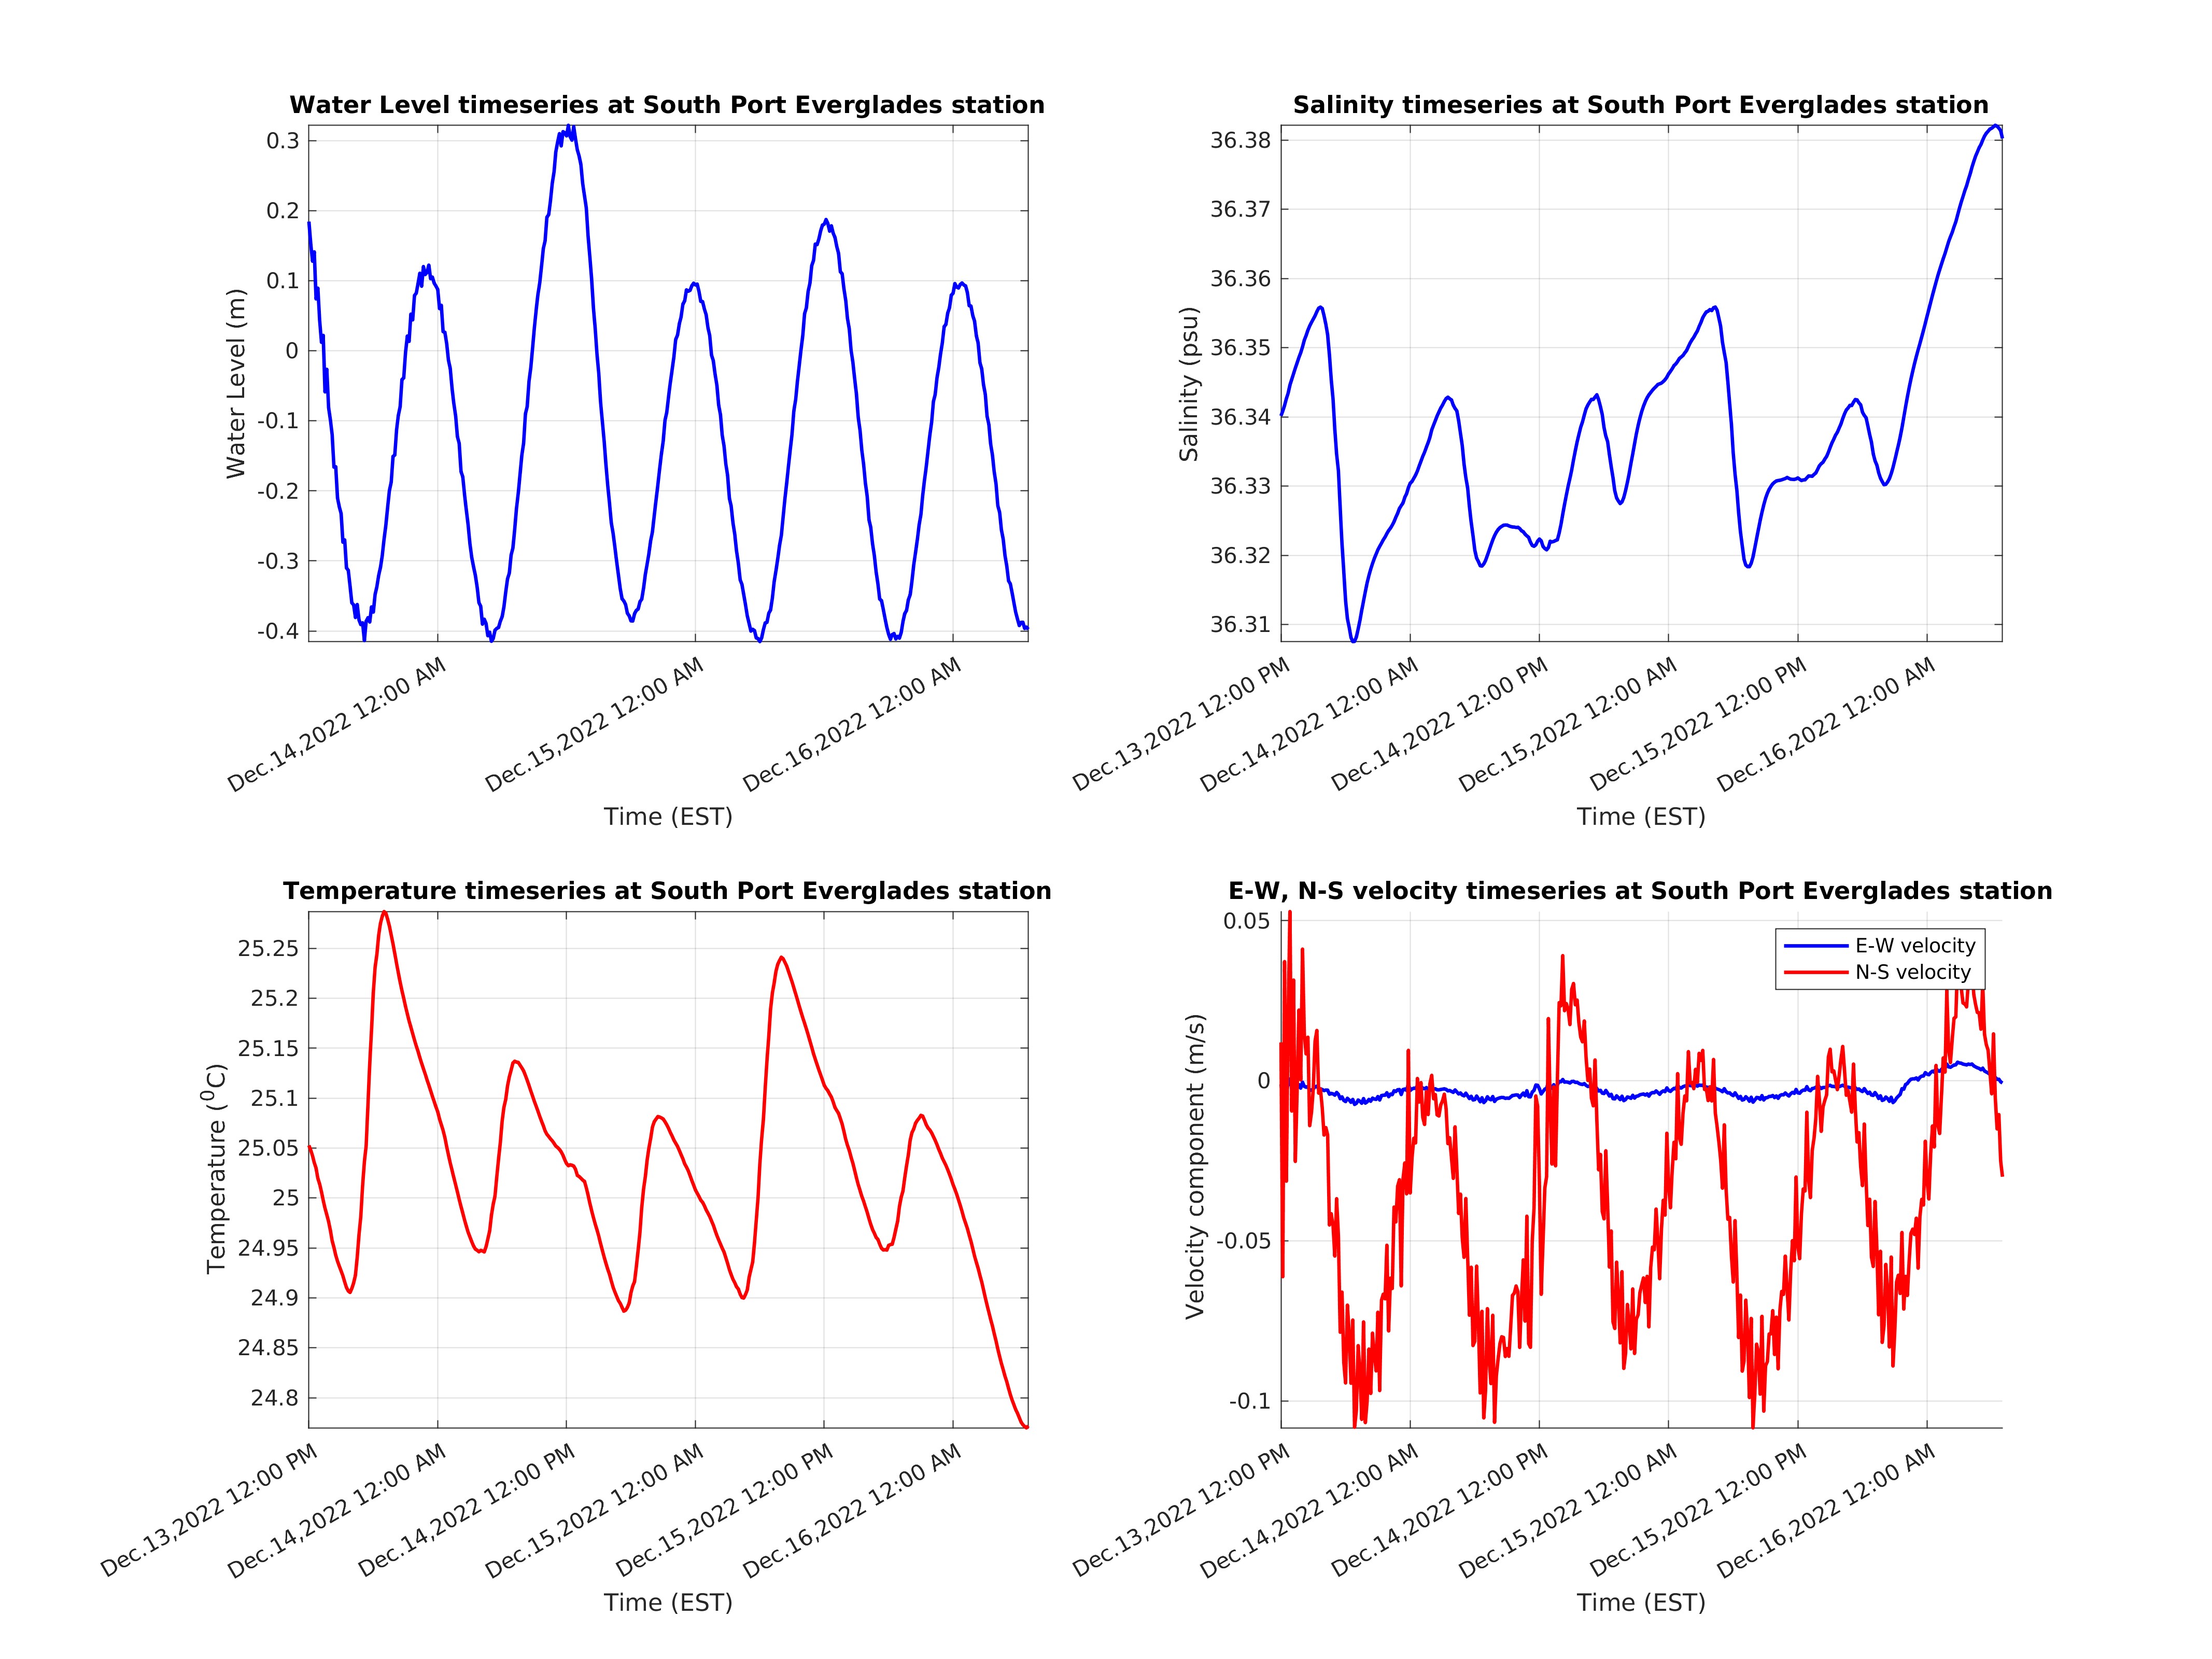 Water Level timeseries at South Port Everglades station
0.3
0.2
0.1
0
-0.1
-0.2
-0.3
-0.4
Water Level (m)
Dec.14,2022 12:00 AM
Dec.15,2022 12:00 AM
Dec.16,2022 12:00 AM
Time (EST)
Salinity timeseries at South Port Everglades station
36.38
36.37
36.36
36.35
36.34
36.33
36.32
36.31
Salinity (psu)
Dec.13,2022 12:00 PM
Dec.14,2022 12:00 AM
Dec.14,2022 12:00 PM
Dec.15,2022 12:00 AM
Dec.15,2022 12:00 PM
Dec.16,2022 12:00 AM
Time (EST)
Temperature timeseries at South Port Everglades station
25.25
25.2
25.15
25.1
25.05
25
24.95
24.9
24.85
24.8
Temperature (⁰C)
Dec.13,2022 12:00 PM
Dec.14,2022 12:00 AM
Dec.14,2022 12:00 PM
Dec.15,2022 12:00 AM
Dec.15,2022 12:00 PM
Dec.16,2022 12:00 AM
Time (EST)
E-W, N-S velocity timeseries at South Port Everglades station
0.05
0
-0.05
-0.1
Velocity component (m/s)
E-W velocity
N-S velocity
Dec.13,2022 12:00 PM
Dec.14,2022 12:00 AM
Dec.14,2022 12:00 PM
Dec.15,2022 12:00 AM
Dec.15,2022 12:00 PM
Dec.16,2022 12:00 AM
Time (EST)